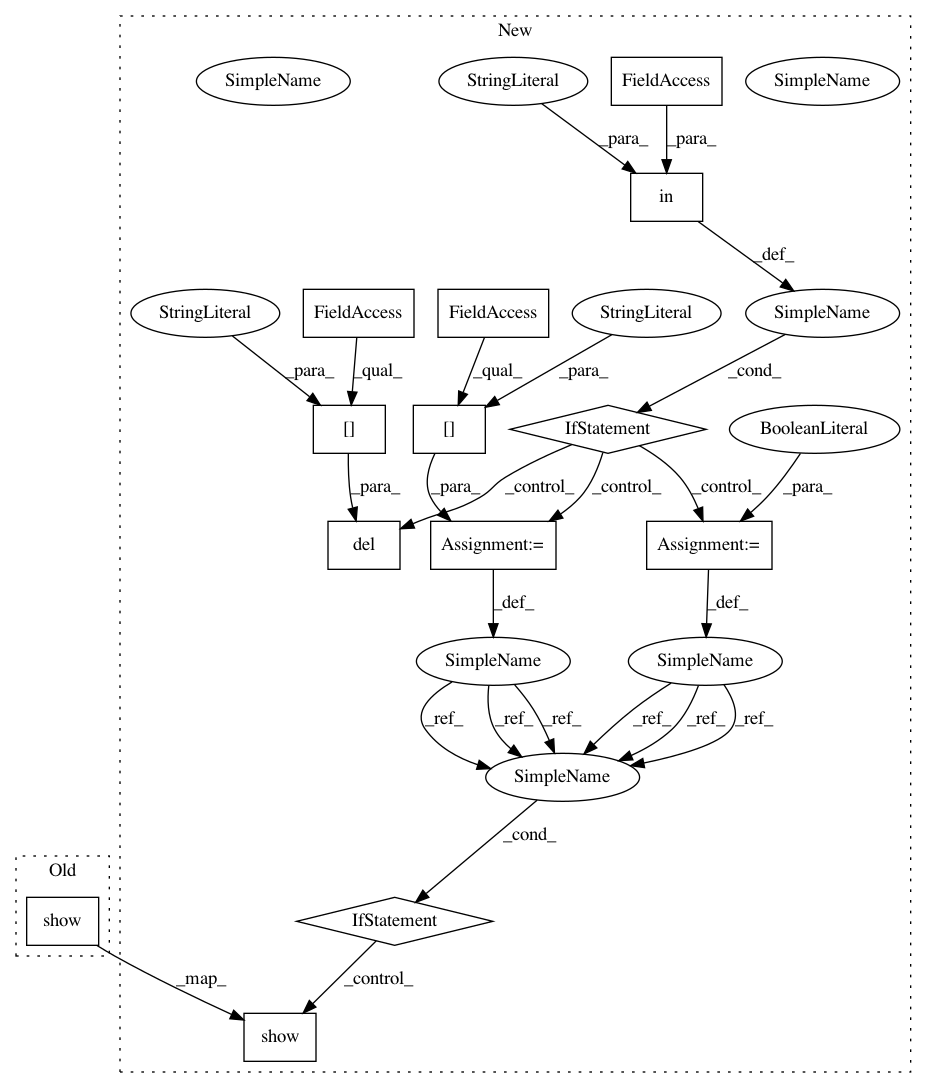 New
SimpleName
StringLiteral
FieldAccess
SimpleName
_para_
_para_
in
_def_
StringLiteral
FieldAccess
FieldAccess
StringLiteral
SimpleName
_para_
_qual_
_qual_
_para_
_cond_
[]
[]
IfStatement
BooleanLiteral
_para_
_para_
_control_
_control_
_control_
_para_
del
Assignment:=
Assignment:=
_def_
_def_
SimpleName
SimpleName
_ref_
_ref_
_ref_
_ref_
_ref_
_ref_
SimpleName
_cond_
Old
show
IfStatement
_map_
_control_
show